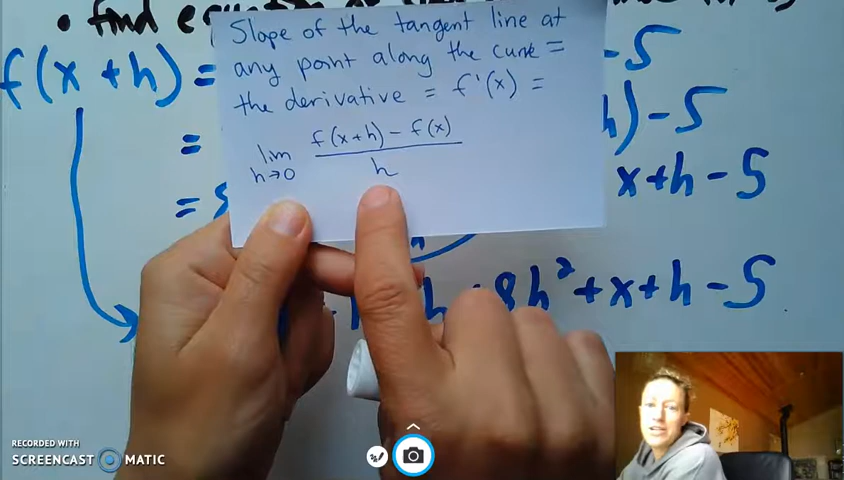 • find
f(x+h) =
Slope of the tangent line at
any point along the curve =
the derivative = f'(x) =
lim h→0 f(x+h) - f(x) / h
- 5
=
h) - 5
=
x+h - 5
8h² + x + h - 5
RECORDED WITH
SCREENCAST MATIC